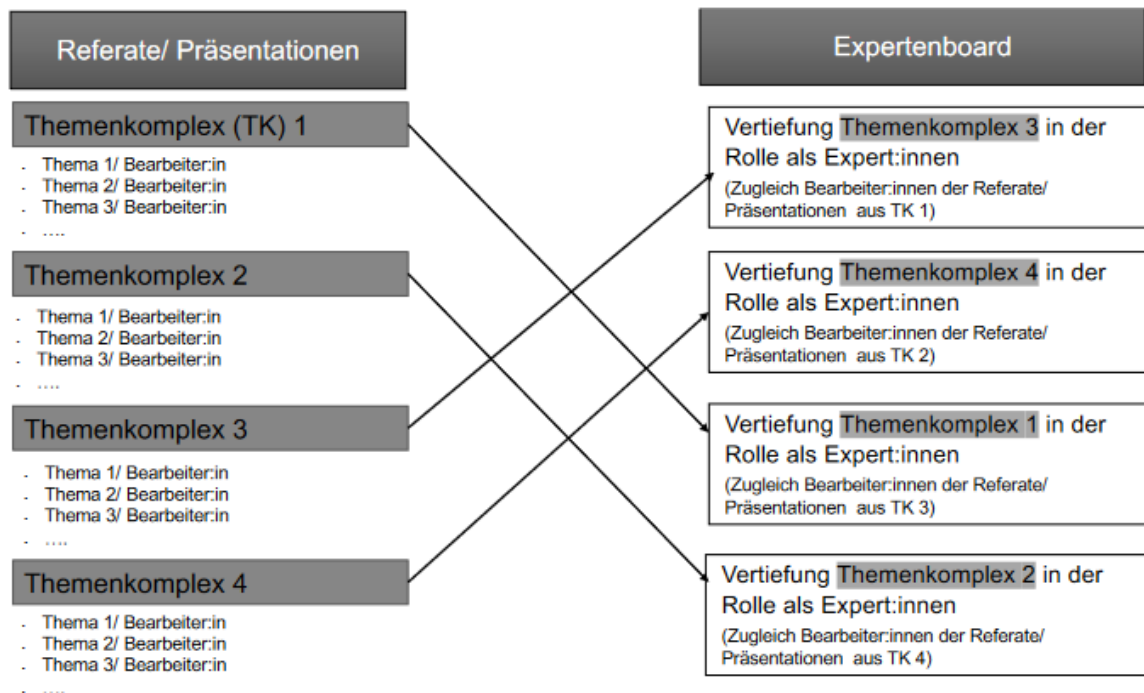 Referate/ Präsentationen
Themenkomplex (TK) 1
. Thema 1/ Bearbeiter:in
. Thema 2/ Bearbeiter:in
. Thema 3/ Bearbeiter:in
. ....
Themenkomplex 2
. Thema 1/ Bearbeiter:in
. Thema 2/ Bearbeiter:in
. Thema 3/ Bearbeiter:in
. ....
Themenkomplex 3
. Thema 1/ Bearbeiter:in
. Thema 2/ Bearbeiter:in
. Thema 3/ Bearbeiter:in
. ....
Themenkomplex 4
. Thema 1/ Bearbeiter:in
. Thema 2/ Bearbeiter:in
. Thema 3/ Bearbeiter:in
. ....
Expertenboard
Vertiefung Themenkomplex 3 in der
Rolle als Expert:innen
(Zugleich Bearbeiter:innen der Referate/
Präsentationen aus TK 1)
Vertiefung Themenkomplex 4 in der
Rolle als Expert:innen
(Zugleich Bearbeiter:innen der Referate/
Präsentationen aus TK 2)
Vertiefung Themenkomplex 1 in der
Rolle als Expert:innen
(Zugleich Bearbeiter:innen der Referate/
Präsentationen aus TK 3)
Vertiefung Themenkomplex 2 in der
Rolle als Expert:innen
(Zugleich Bearbeiter:innen der Referate/
Präsentationen aus TK 4)